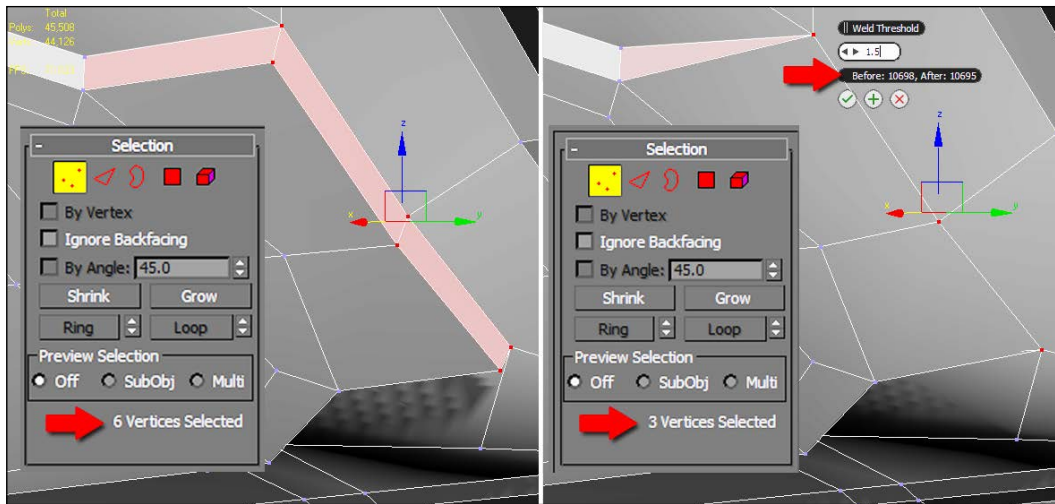 Total
Polys: 45,508
44,126
Selection
By Vertex
Ignore Backfacing
By Angle: 45.0
Shrink Grow
Ring Loop
Preview Selection
Off SubObj Multi
6 Vertices Selected
z
x
y
Weld Threshold
1.5
Before: 10698, After: 10695
Selection
By Vertex
Ignore Backfacing
By Angle: 45.0
Shrink Grow
Ring Loop
Preview Selection
Off SubObj Multi
3 Vertices Selected
z
x
y